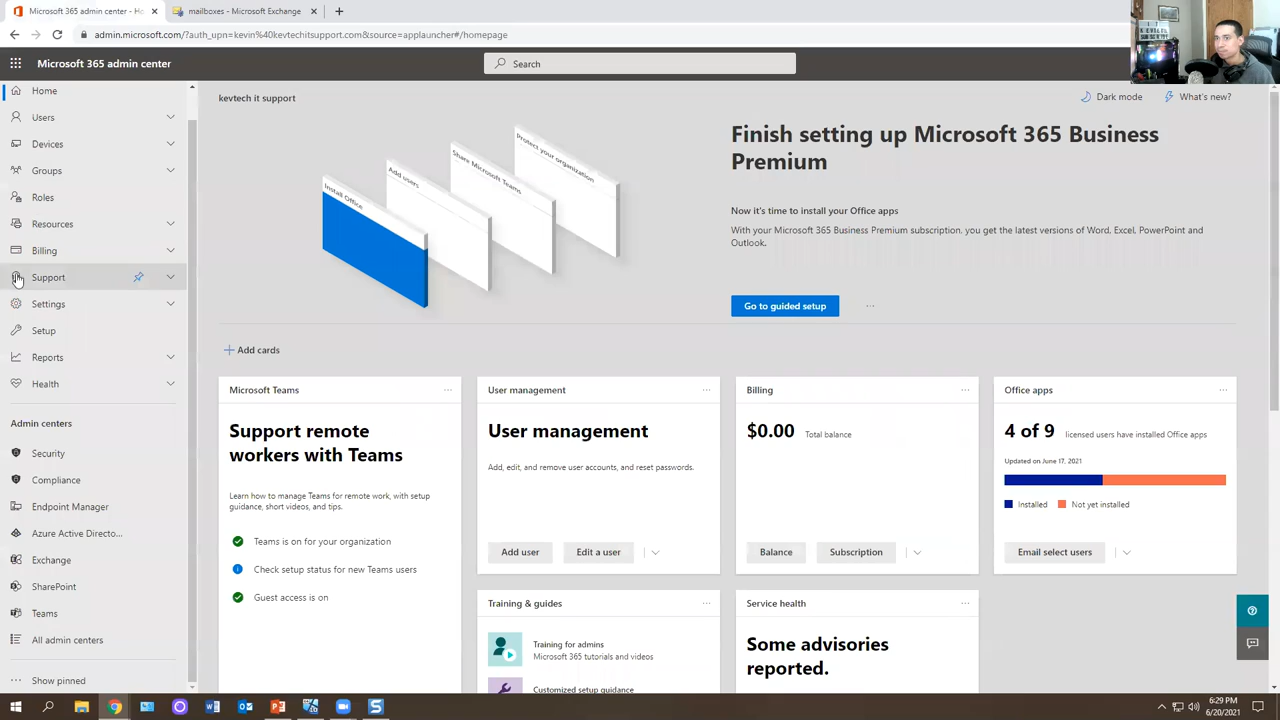 Microsoft 365 admin center - Ho
mailboxes - Microsoft Exchange
admin.microsoft.com/?auth_upn=kevin%40kevtechitsupport.com&source=applauncher#/homepage
Microsoft 365 admin center
Search
Home
Users
Devices
Groups
Roles
Resources
Billing
Support
Settings
Setup
Reports
Health
Admin centers
Security
Compliance
Endpoint Manager
Azure Active Directo...
Exchange
SharePoint
Teams
All admin centers
Show pinned
kevtech it support
Dark mode
What's new?
Install Office
Add users
Share Microsoft Teams
Protect your organization
Finish setting up Microsoft 365 Business
Premium
Now it's time to install your Office apps
With your Microsoft 365 Business Premium subscription, you get the latest versions of Word, Excel, PowerPoint and
Outlook.
Go to guided setup
Add cards
Microsoft Teams
Support remote
workers with Teams
Learn how to manage Teams for remote work, with setup
guidance, short videos, and tips.
Teams is on for your organization
Check setup status for new Teams users
Guest access is on
User management
User management
Add, edit, and remove user accounts, and reset passwords.
Add user
Edit a user
Billing
$0.00 Total balance
Balance
Subscription
Office apps
4 of 9 licensed users have installed Office apps
Updated on June 17, 2021
Installed
Not yet installed
Email select users
Training & guides
Training for admins
Microsoft 365 tutorials and videos
Customized setup guidance
Service health
Some advisories
reported.
6:29 PM
6/20/2021